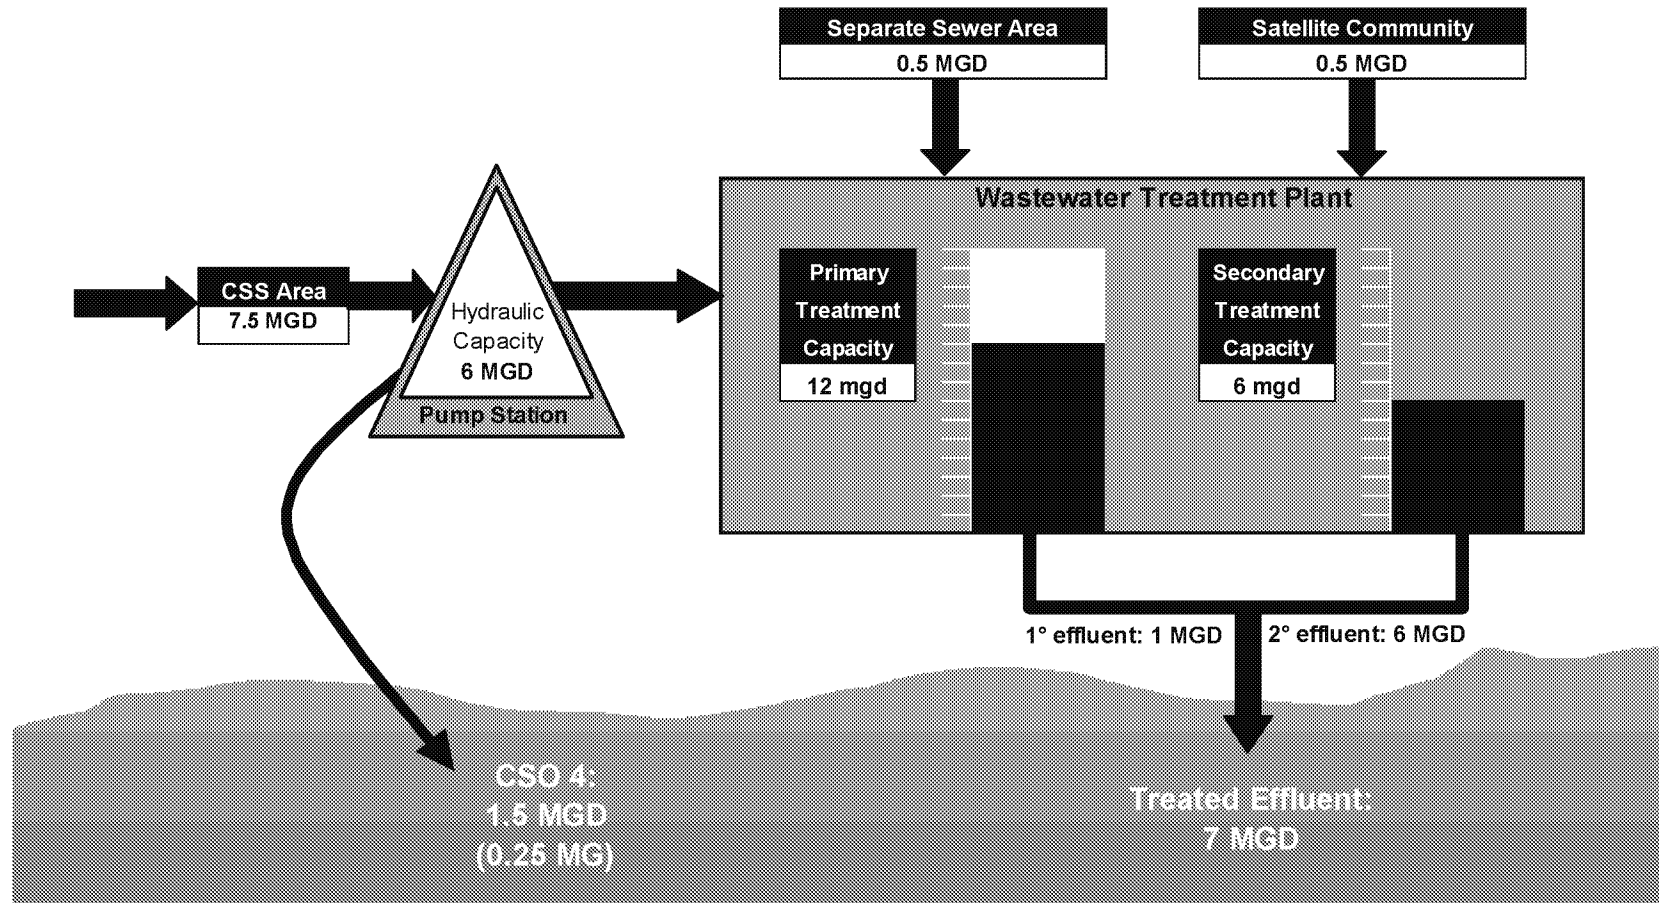 Separate Sewer Area
0.5 MGD
Satellite Community
0.5 MGD
Wastewater Treatment Plant
CSS Area
7.5 MGD
Hydraulic
Capacity
6 MGD
Pump Station
Primary
Treatment
Capacity
12 mgd
Secondary
Treatment
Capacity
6 mgd
1° effluent: 1 MGD
2° effluent: 6 MGD
CSO 4:
1.5 MGD
(0.25 MG)
Treated Effluent:
7 MGD